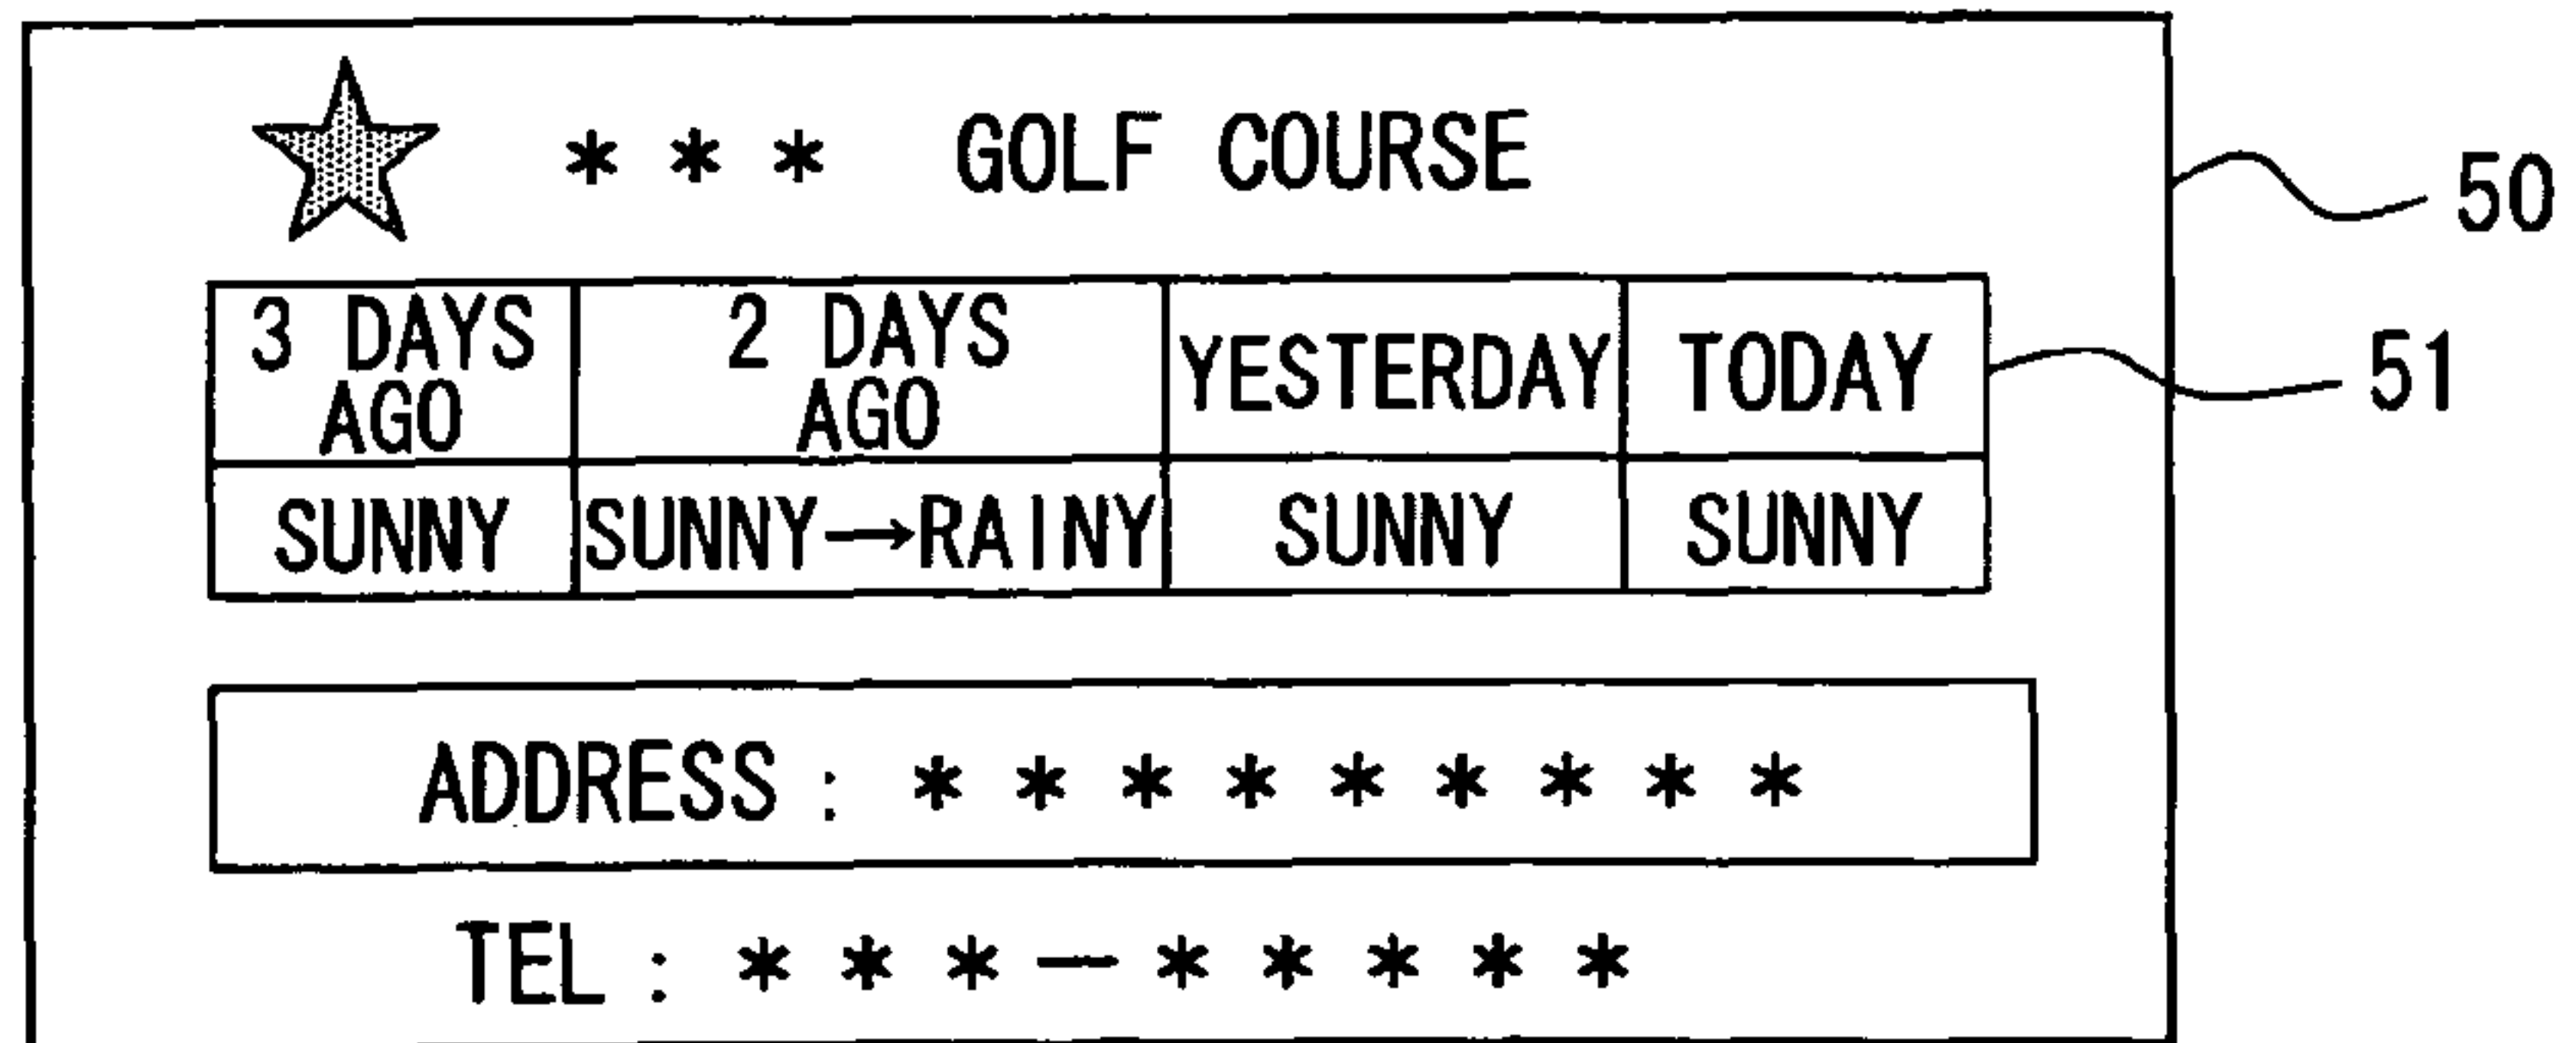 * * * GOLF COURSE
50
3 DAYS AGO 2 DAYS AGO YESTERDAY TODAY
51
SUNNY SUNNY→RAINY SUNNY SUNNY
ADDRESS : * * * * * * * * *
TEL : * * * — * * * * *